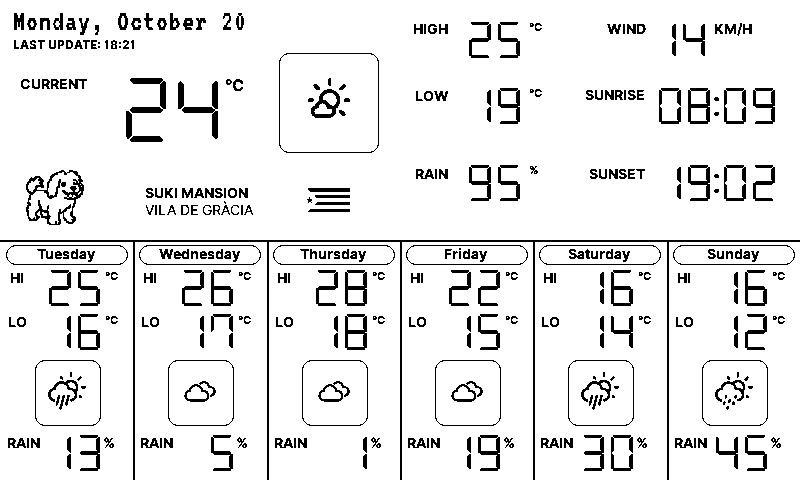 Monday, October 20
LAST UPDATE: 18:21
CURRENT 24 °C
HIGH 25 °C
LOW 19 °C
RAIN 95 %
WIND 14 KM/H
SUNRISE 08:09
SUNSET 19:02
SUKI MANSION
VILA DE GRÀCIA
Tuesday
HI 25 °C
LO 16 °C
RAIN 13 %
Wednesday
HI 26 °C
LO 17 °C
RAIN 5 %
Thursday
HI 28 °C
LO 18 °C
RAIN 1 %
Friday
HI 22 °C
LO 15 °C
RAIN 19 %
Saturday
HI 16 °C
LO 14 °C
RAIN 30 %
Sunday
HI 16 °C
LO 12 °C
RAIN 45 %